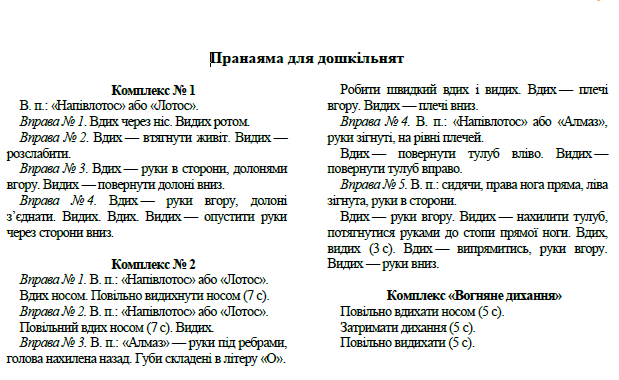 Пранаяма для дошкільнят
Комплекс № 1
В. п.: «Напівлотос» або «Лотос».
Вправа № 1. Вдих через ніс. Видих ротом.
Вправа № 2. Вдих — втягнути живіт. Видих —
розслабити.
Вправа № 3. Вдих — руки в сторони, долонями
вгору. Видих — повернути долоні вниз.
Вправа № 4. Вдих — руки вгору, долоні
з’єднати. Видих. Вдих. Видих — опустити руки
через сторони вниз.
Комплекс № 2
Вправа № 1. В. п.: «Напівлотос» або «Лотос».
Вдих носом. Повільно видихнути носом (7 с).
Вправа № 2. В. п.: «Напівлотос» або «Лотос».
Повільний вдих носом (7 с). Видих.
Вправа № 3. В. п.: «Алмаз» — руки під ребрами,
голова нахилена назад. Губи складені в літеру «О».
Робити швидкий вдих і видих. Вдих — плечі
вгору. Видих — плечі вниз.
Вправа № 4. В. п.: «Напівлотос» або «Алмаз»,
руки зігнуті, на рівні плечей.
Вдих — повернути тулуб вліво. Видих —
повернути тулуб вправо.
Вправа № 5. В. п.: сидячи, права нога пряма, ліва
зігнута, руки в сторони.
Вдих — руки вгору. Видих — нахилити тулуб,
потягнутися руками до стопи прямої ноги. Вдих,
видих (3 с). Вдих — випрямитись, руки вгору.
Видих — руки вниз.
Комплекс «Вогняне дихання»
Повільно вдихати носом (5 с).
Затримати дихання (5 с).
Повільно видихати (5 с).